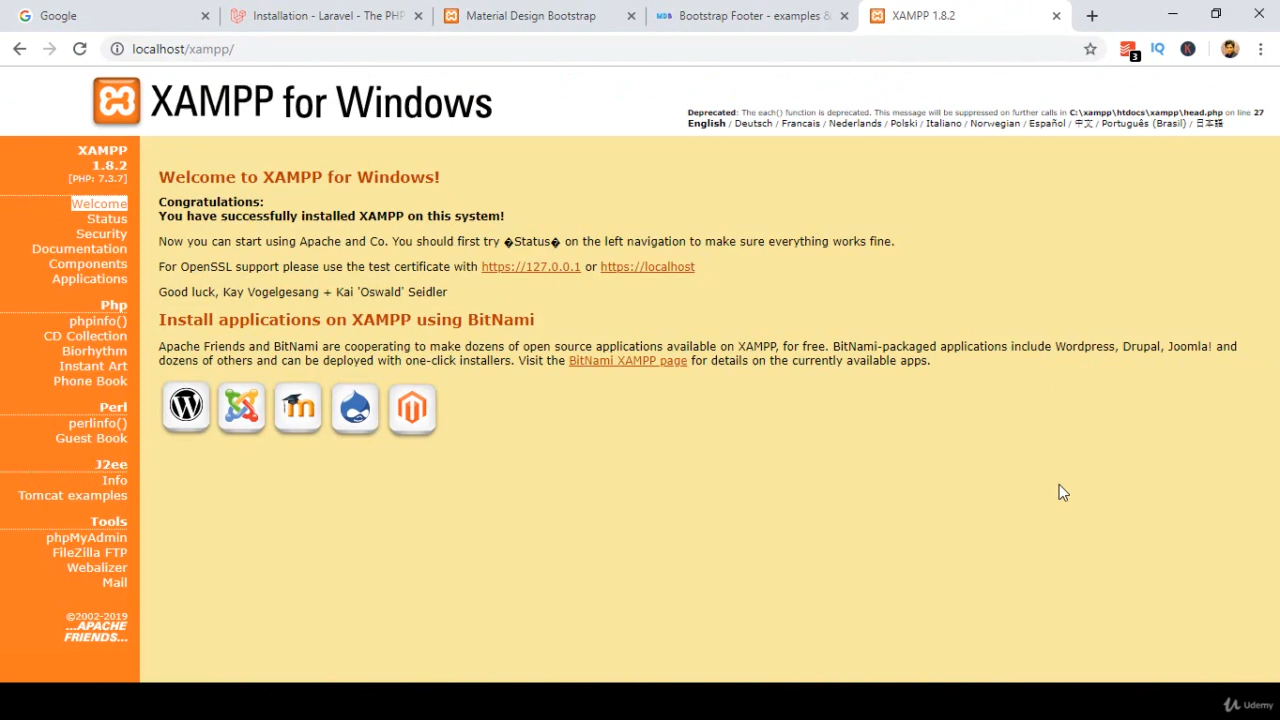 Google
Installation - Laravel - The PHP
Material Design Bootstrap
Bootstrap Footer - examples &
XAMPP 1.8.2
localhost/xampp/
3
IQ
K
XAMPP for Windows
Deprecated: The each() function is deprecated. This message will be suppressed on further calls in C:\xampp\htdocs\xampp\head.php on line 27
English / Deutsch / Francais / Nederlands / Polski / Italiano / Norwegian / Español / 中文 / Português (Brasil) / 日本語
XAMPP
1.8.2
[PHP: 7.3.7]
Welcome
Status
Security
Documentation
Components
Applications
Php
phpinfo()
CD Collection
Biorhythm
Instant Art
Phone Book
Perl
perlinfo()
Guest Book
J2ee
Info
Tomcat examples
Tools
phpMyAdmin
FileZilla FTP
Webalizer
Mail
©2002-2019
...APACHE
FRIENDS...
Welcome to XAMPP for Windows!
Congratulations:
You have successfully installed XAMPP on this system!
Now you can start using Apache and Co. You should first try �Status� on the left navigation to make sure everything works fine.
For OpenSSL support please use the test certificate with https://127.0.0.1 or https://localhost
Good luck, Kay Vogelgesang + Kai 'Oswald' Seidler
Install applications on XAMPP using BitNami
Apache Friends and BitNami are cooperating to make dozens of open source applications available on XAMPP, for free. BitNami-packaged applications include Wordpress, Drupal, Joomla! and
dozens of others and can be deployed with one-click installers. Visit the BitNami XAMPP page for details on the currently available apps.
Udemy